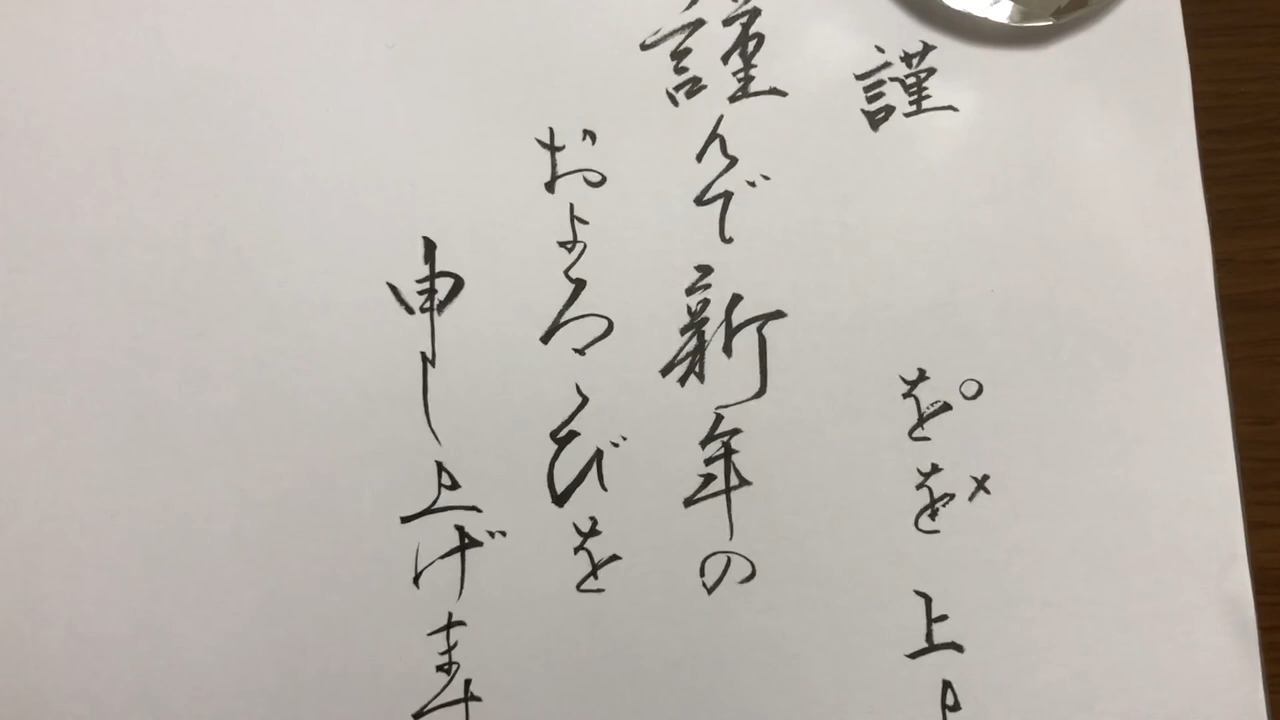 謹
を○
を×
上
謹んで新年の
およろこびを
申し上げます